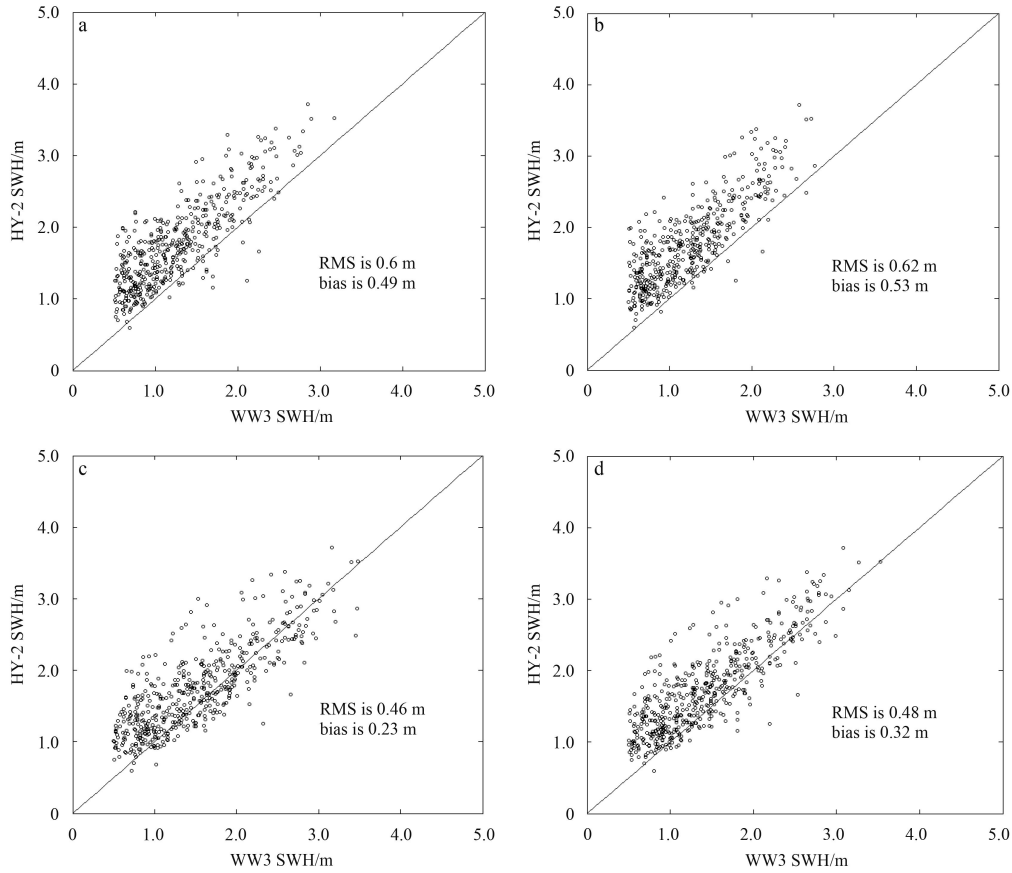 a
5.0
4.0
3.0
2.0
1.0
0
HY-2 SWH/m
RMS is 0.6 m
bias is 0.49 m
0 1.0 2.0 3.0 4.0 5.0
WW3 SWH/m
b
5.0
4.0
3.0
2.0
1.0
0
HY-2 SWH/m
RMS is 0.62 m
bias is 0.53 m
0 1.0 2.0 3.0 4.0 5.0
WW3 SWH/m
c
5.0
4.0
3.0
2.0
1.0
0
HY-2 SWH/m
RMS is 0.46 m
bias is 0.23 m
0 1.0 2.0 3.0 4.0 5.0
WW3 SWH/m
d
5.0
4.0
3.0
2.0
1.0
0
HY-2 SWH/m
RMS is 0.48 m
bias is 0.32 m
0 1.0 2.0 3.0 4.0 5.0
WW3 SWH/m